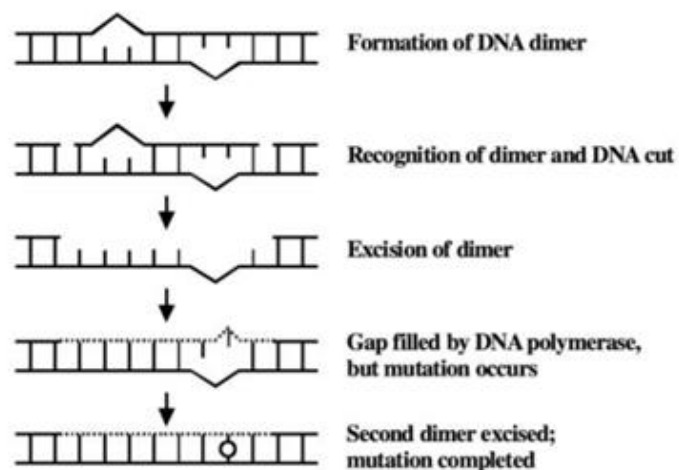 Formation of DNA dimer
Recognition of dimer and DNA cut
Excision of dimer
Gap filled by DNA polymerase,
but mutation occurs
Second dimer excised;
mutation completed